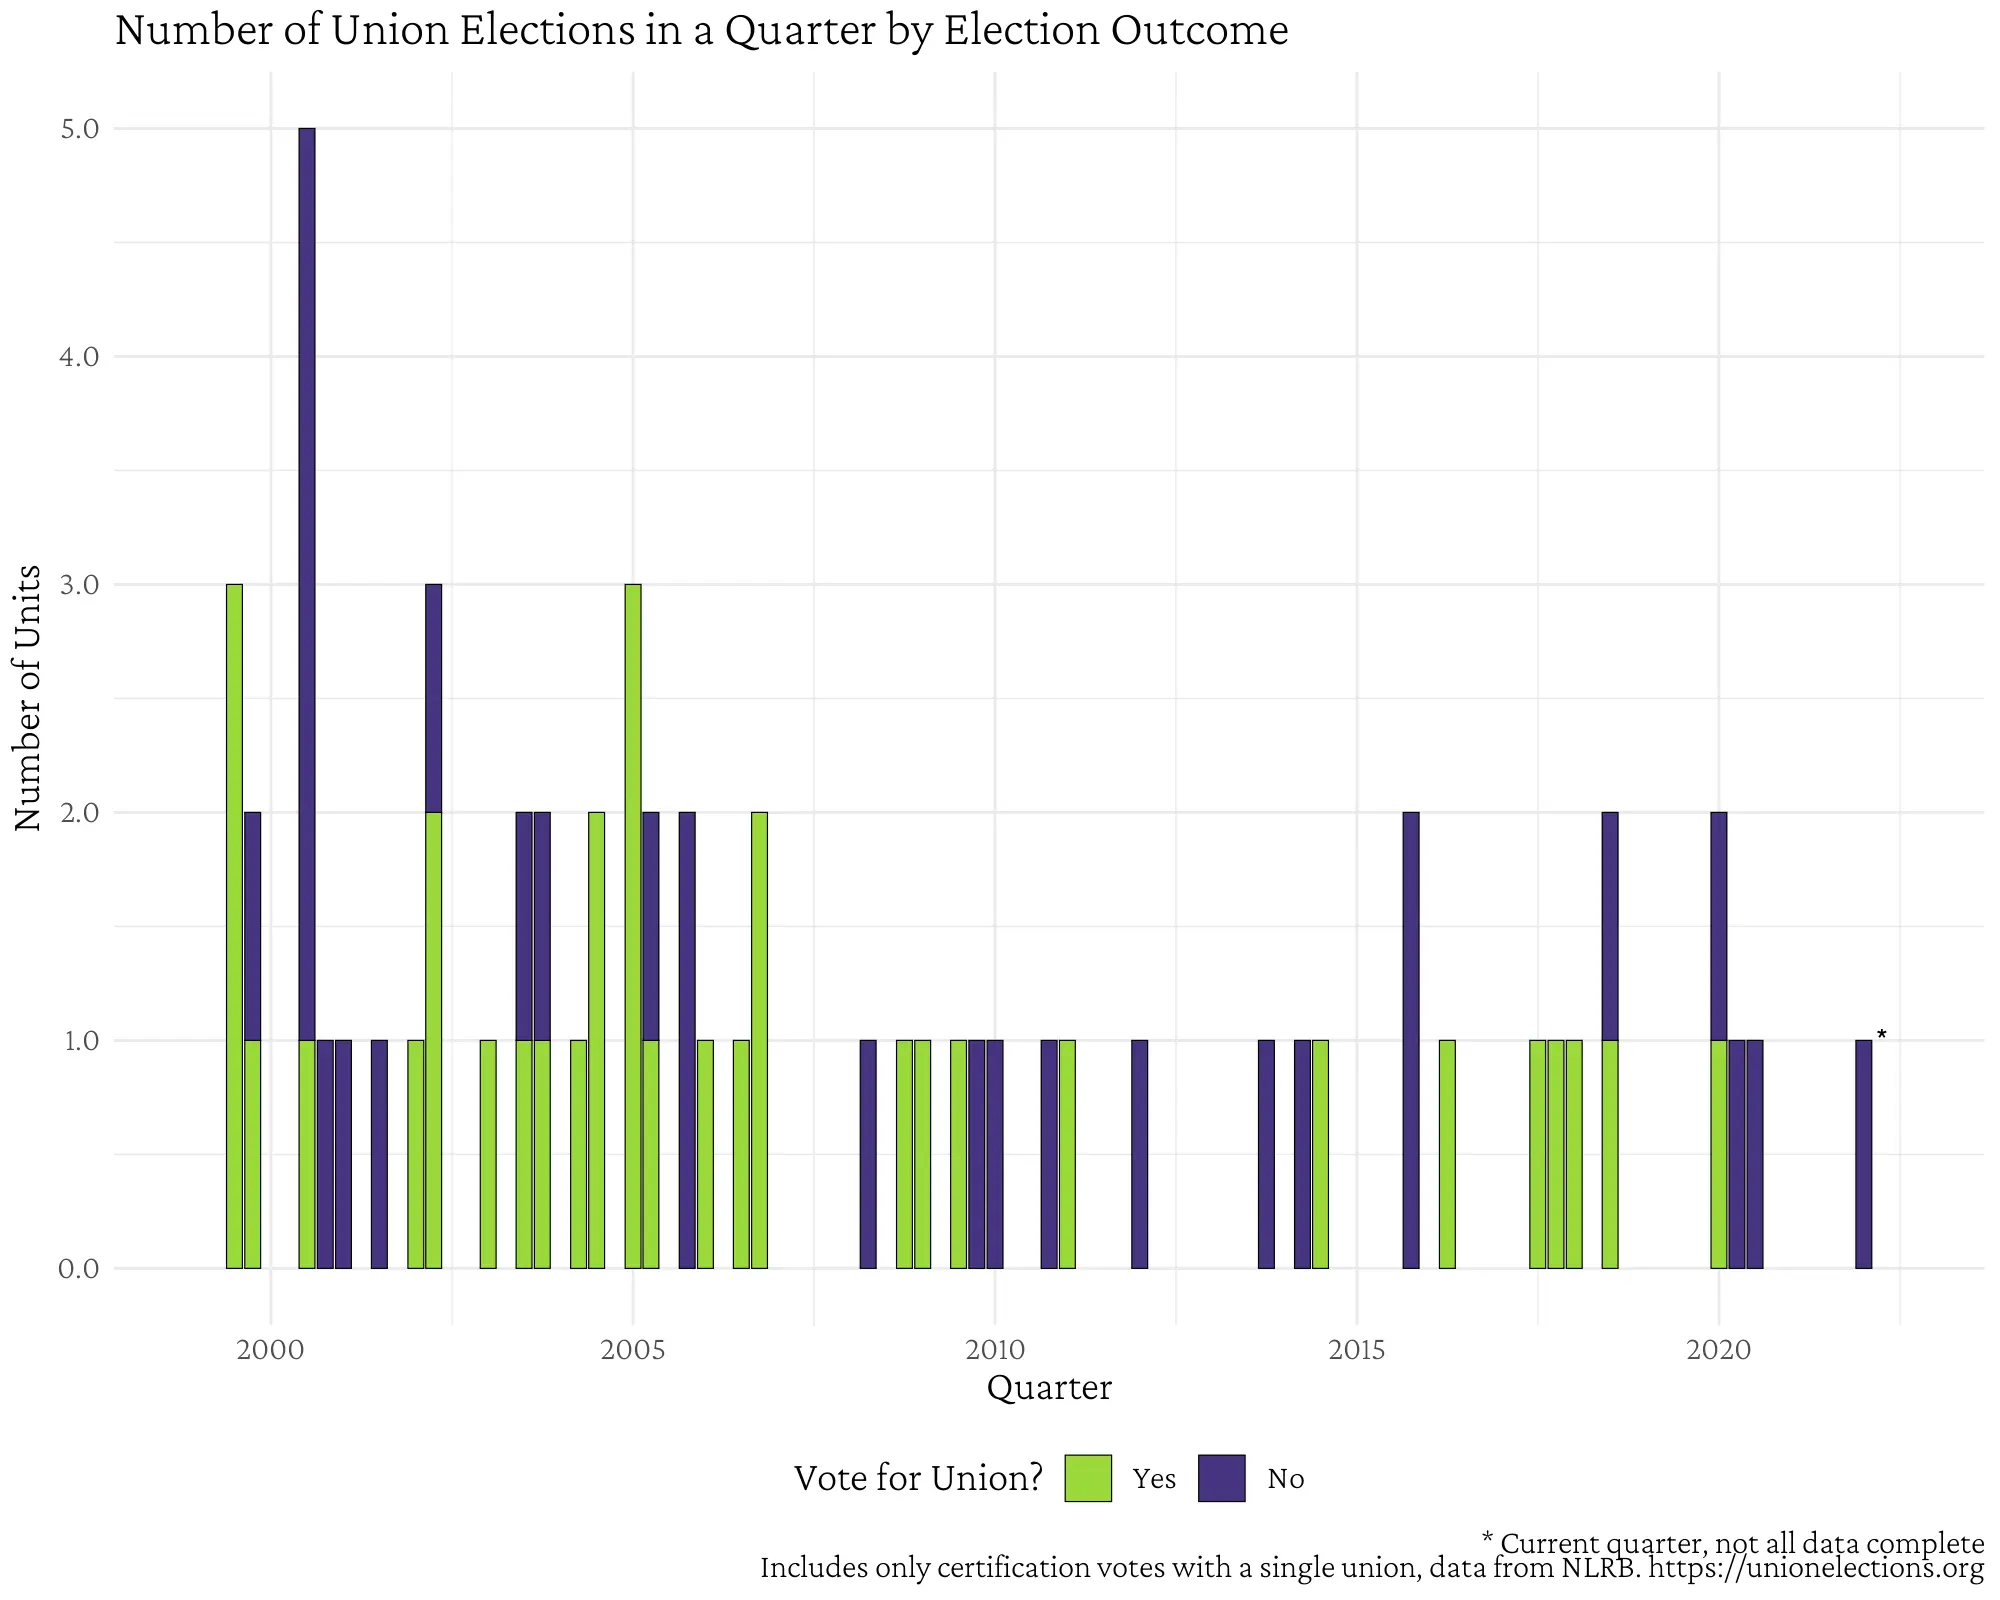 Number of Union Elections in a Quarter by Election Outcome
Number of Units
5.0
4.0
3.0
2.0
1.0
0.0
*
2000 2005 2010 2015 2020
Quarter
Vote for Union? Yes No
* Current quarter, not all data complete
Includes only certification votes with a single union, data from NLRB. https://unionelections.org